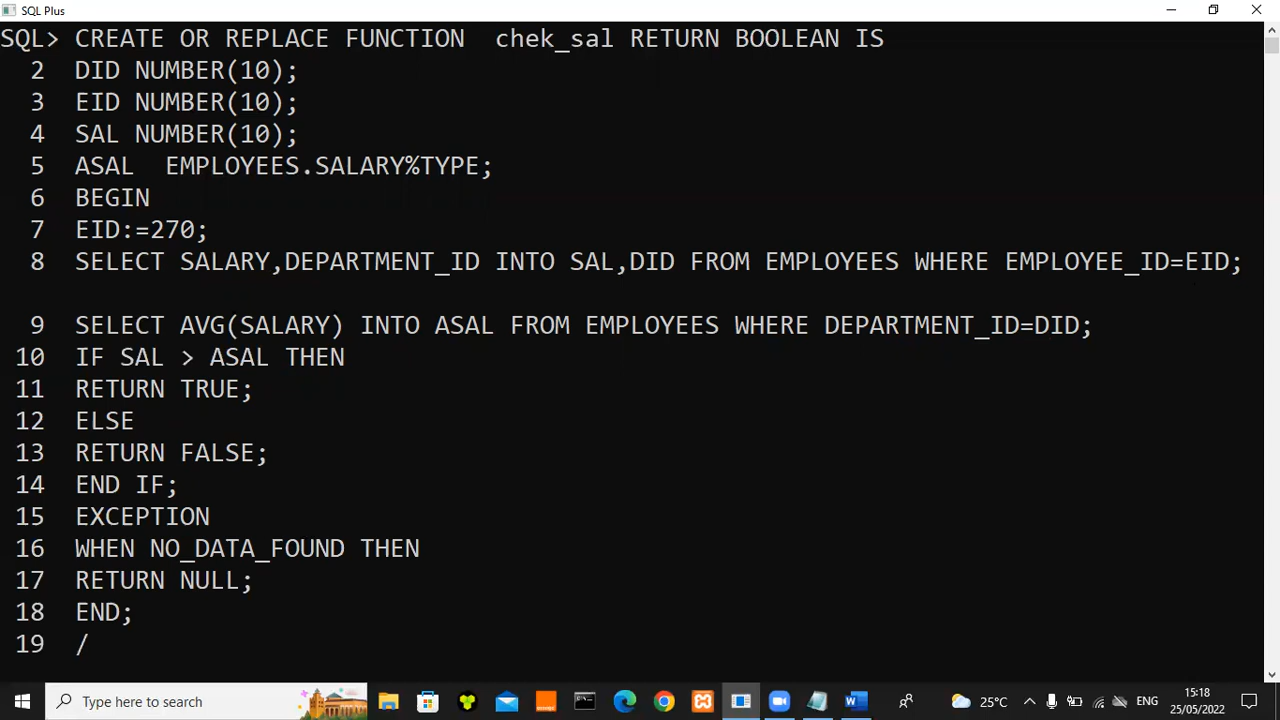 SQL Plus
SQL> CREATE OR REPLACE FUNCTION  chek_sal RETURN BOOLEAN IS
2 DID NUMBER(10);
3 EID NUMBER(10);
4 SAL NUMBER(10);
5 ASAL  EMPLOYEES.SALARY%TYPE;
6 BEGIN
7 EID:=270;
8 SELECT SALARY,DEPARTMENT_ID INTO SAL,DID FROM EMPLOYEES WHERE EMPLOYEE_ID=EID;
9 SELECT AVG(SALARY) INTO ASAL FROM EMPLOYEES WHERE DEPARTMENT_ID=DID;
10 IF SAL > ASAL THEN
11 RETURN TRUE;
12 ELSE
13 RETURN FALSE;
14 END IF;
15 EXCEPTION
16 WHEN NO_DATA_FOUND THEN
17 RETURN NULL;
18 END;
19 /
Type here to search
25°C
ENG
15:18
25/05/2022